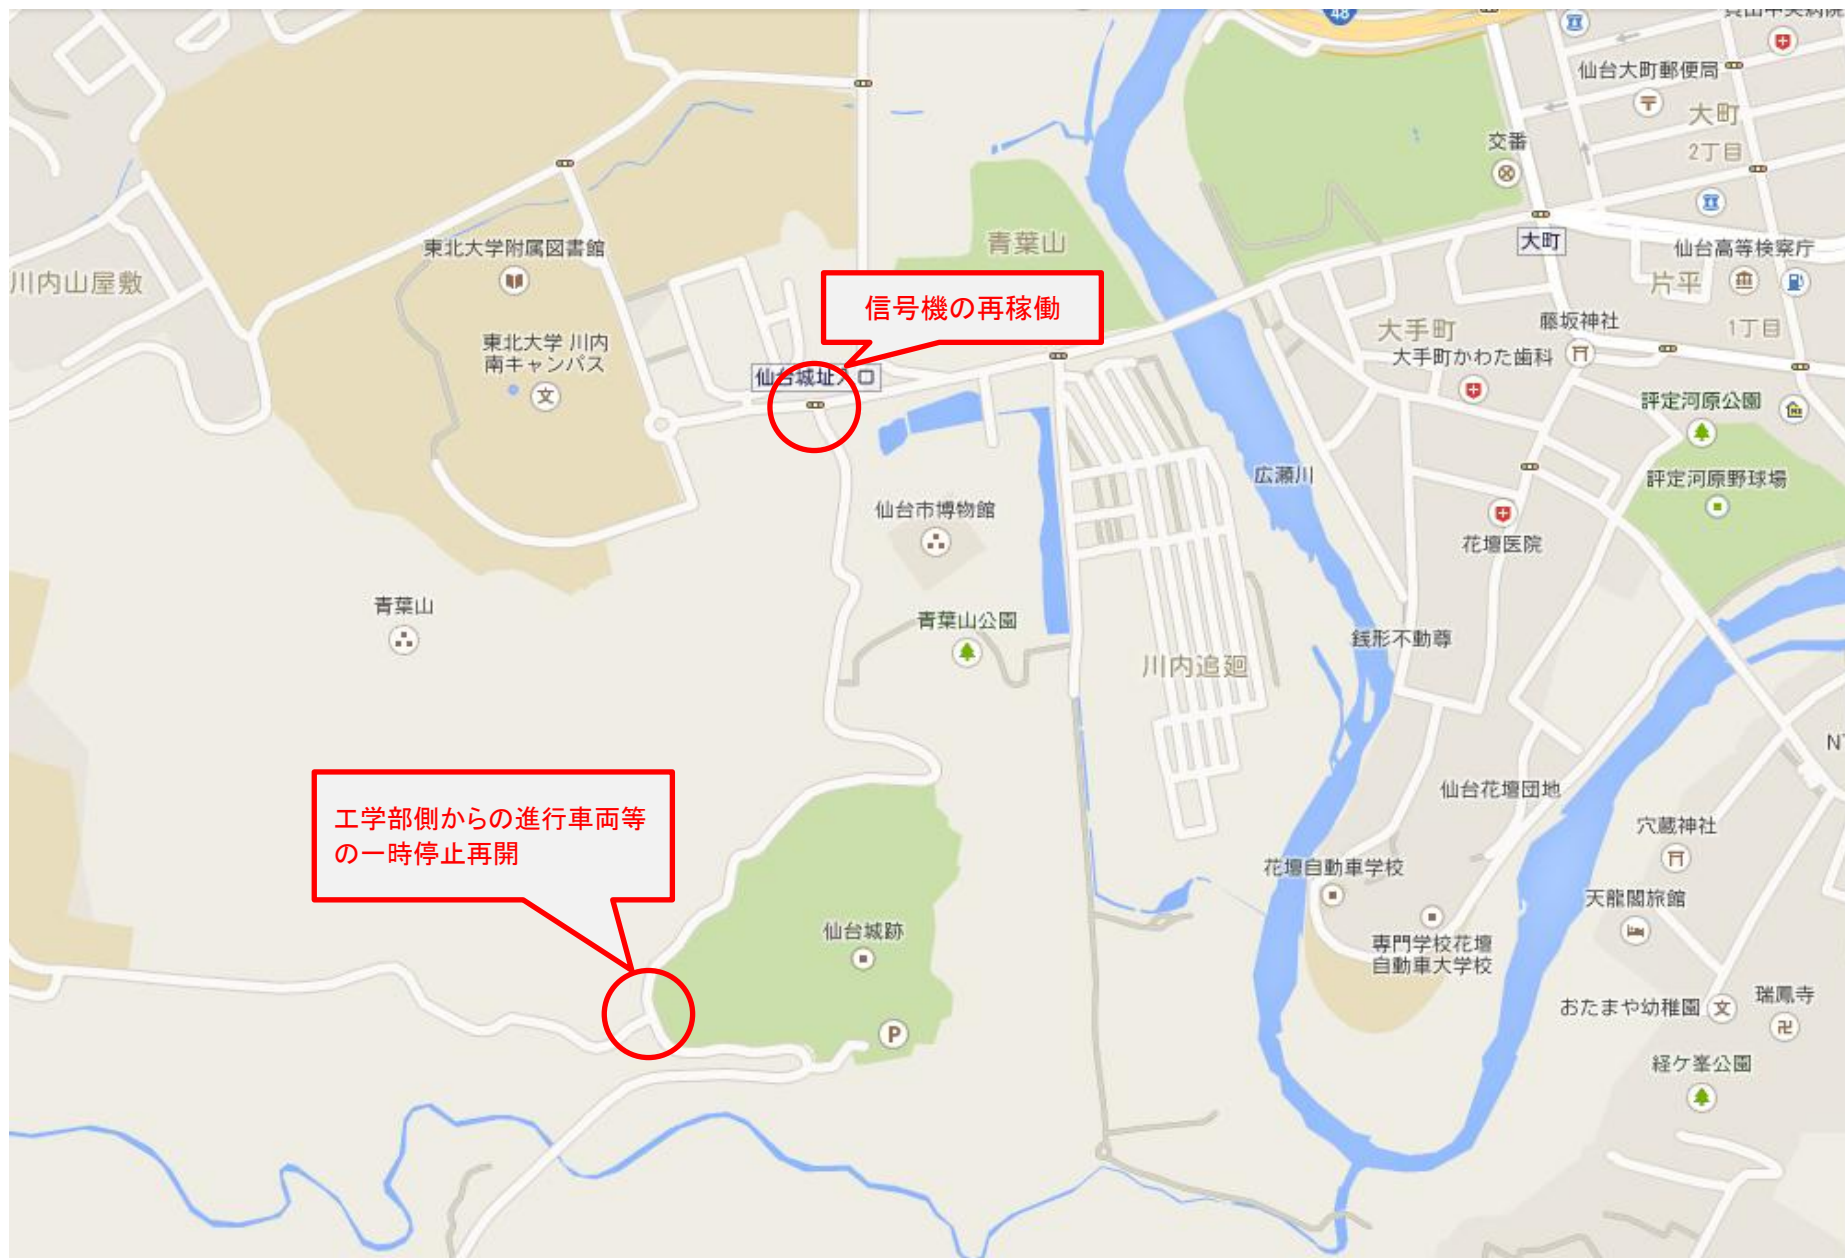 48
仙台大町郵便局
大町
2丁目
交番
大町
仙台高等検察庁
片平
1丁目
青葉山
東北大学附属図書館
川内山屋敷
信号機の再稼働
大手町
藤坂神社
大手町かわた歯科
東北大学 川内
南キャンパス
仙台城址入口
評定河原公園
広瀬川
評定河原野球場
仙台市博物館
花壇医院
青葉山
青葉山公園
銭形不動尊
川内追廻
工学部側からの進行車両等
の一時停止再開
仙台花壇団地
穴蔵神社
花壇自動車学校
天龍閣旅館
仙台城跡
専門学校花壇
自動車大学校
おたまや幼稚園
瑞鳳寺
P
経ケ峯公園